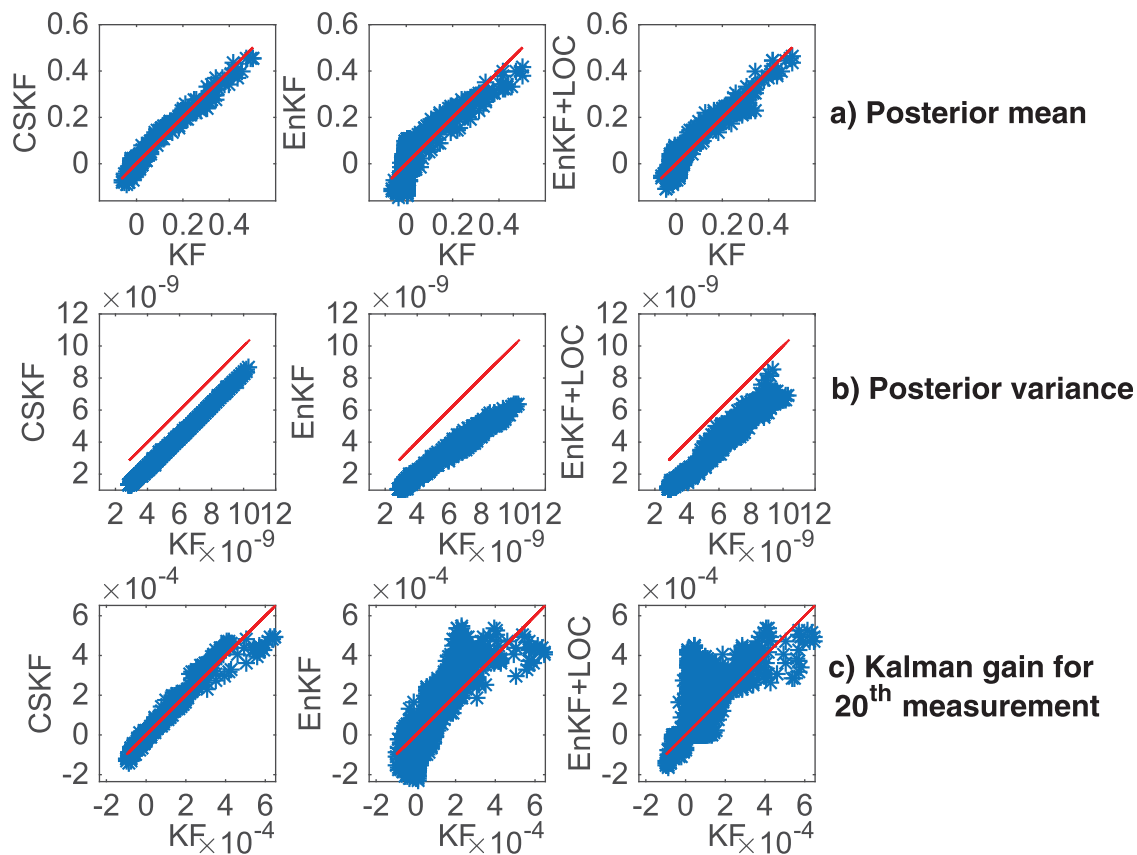 0.6
0.4
0.2
0
CSKF
0 0.2 0.4
KF
0.6
0.4
0.2
0
EnKF
0 0.2 0.4
KF
0.6
0.4
0.2
0
EnKF+LOC
0 0.2 0.4
KF
a) Posterior mean
×10-9
12
10
8
6
4
2
CSKF
2 4 6 8 10 12
KF ×10-9
×10-9
12
10
8
6
4
2
EnKF
2 4 6 8 10 12
KF ×10-9
×10-9
12
10
8
6
4
2
EnKF+LOC
2 4 6 8 10 12
KF ×10-9
b) Posterior variance
×10-4
6
4
2
0
-2
CSKF
-2 0 2 4 6
KF ×10-4
×10-4
6
4
2
0
-2
EnKF
-2 0 2 4 6
KF ×10-4
×10-4
6
4
2
0
-2
EnKF+LOC
-2 0 2 4 6
KF ×10-4
c) Kalman gain for
20th measurement